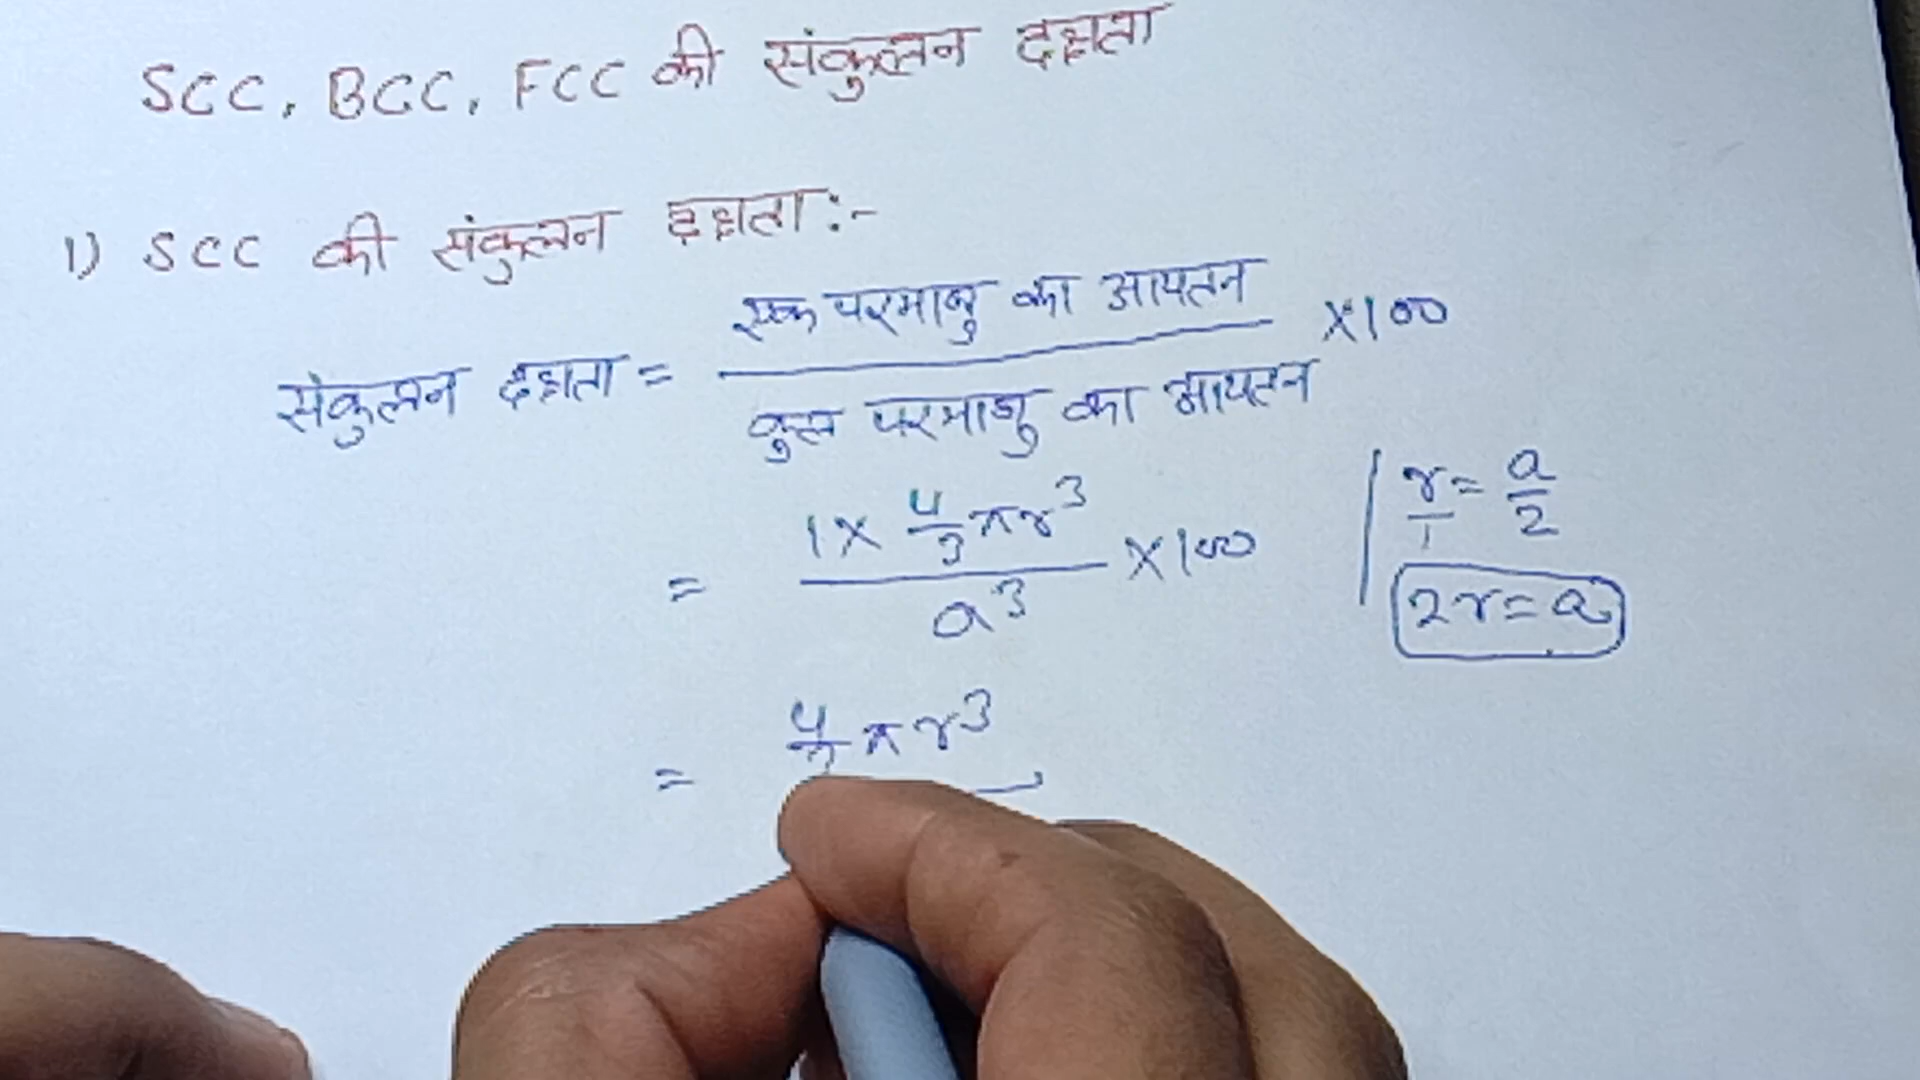 SCC, BCC, FCC की संकुलन दक्षता
1) SCC की संकुलन दक्षता :-
संकुलन दक्षता = एक परमाणु का आयतन / कुल परमाणु का आयतन ×100
= 1× 4/3 πr³ / a³ ×100
r/1 = a/2
2r = a
= 4/3 πr³